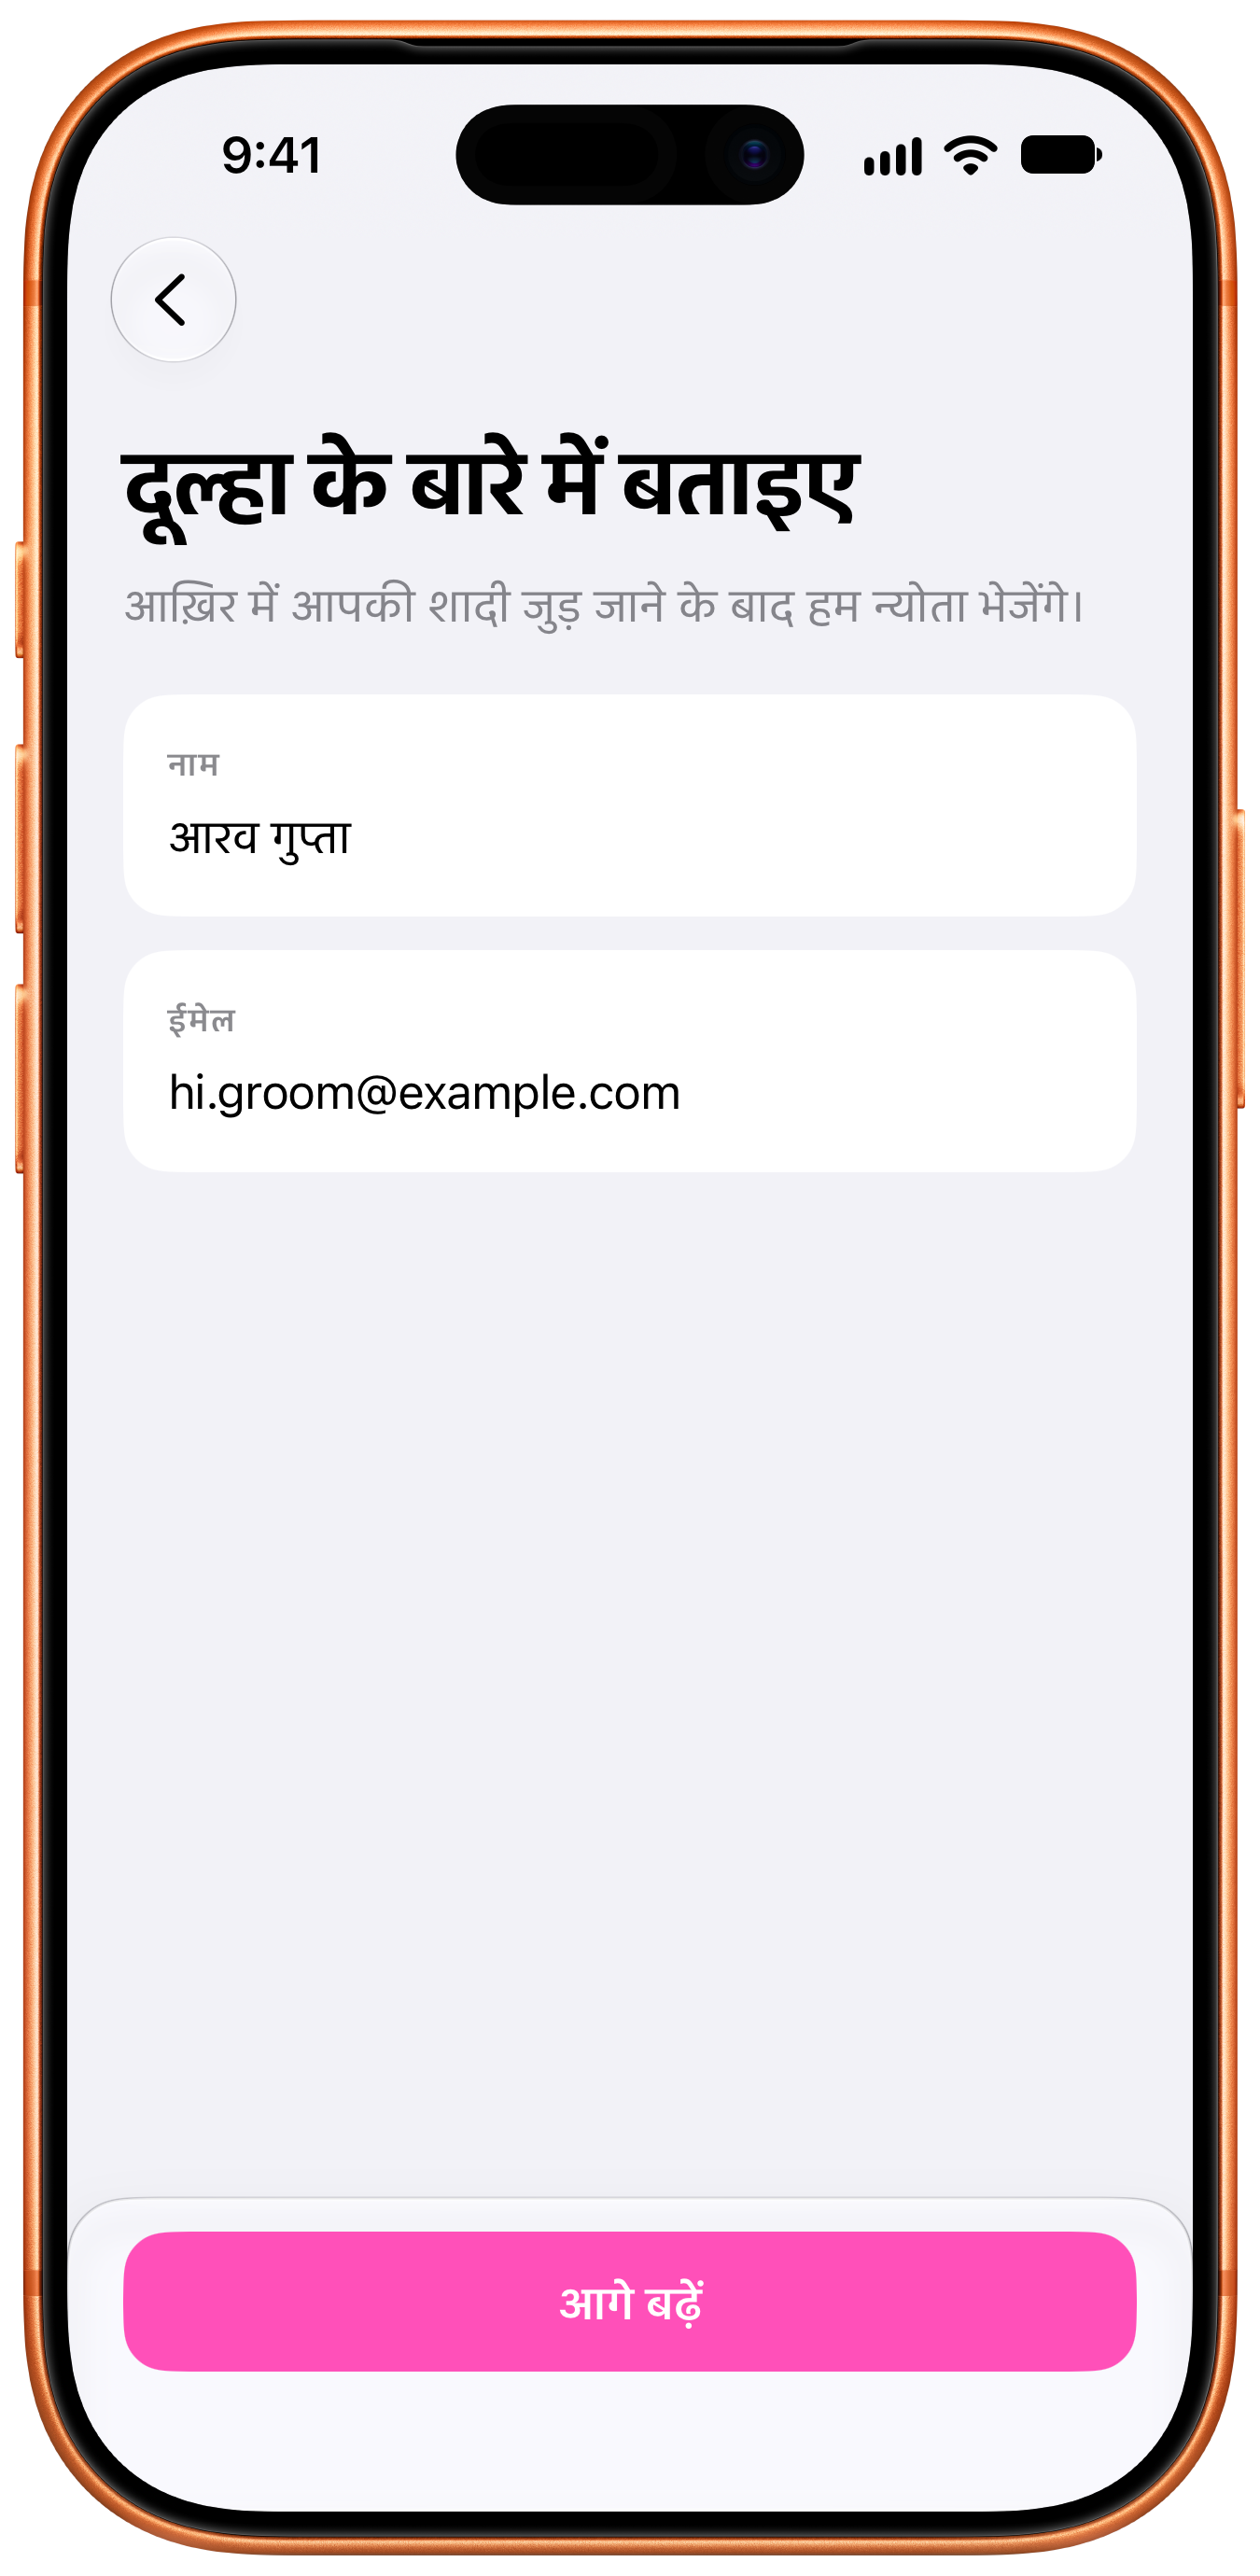 9:41
दूल्हा के बारे में बताइए
आख़िर में आपकी शादी जुड़ जाने के बाद हम न्योता भेजेंगे।
नाम
आरव गुप्ता
ईमेल
hi.groom@example.com
आगे बढ़ें